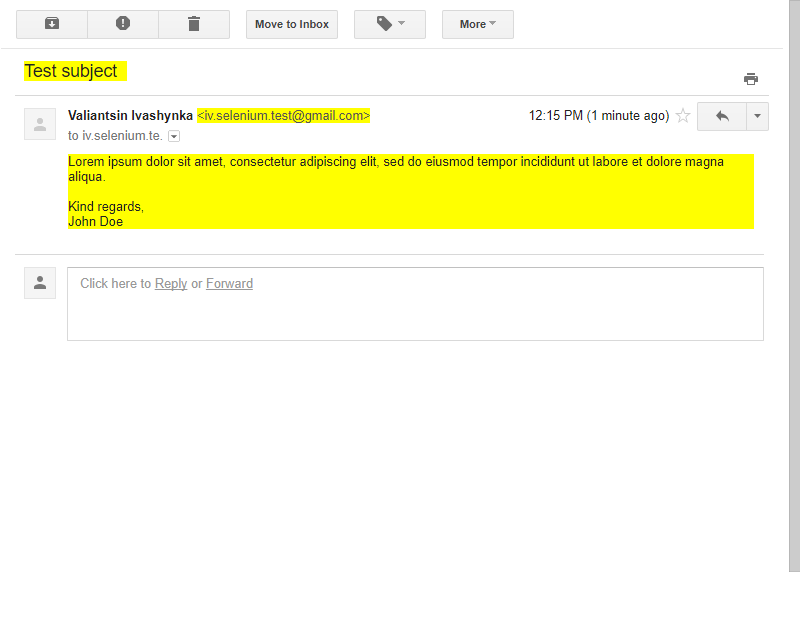 Move to Inbox More
Test subject
Valiantsin Ivashynka <iv.selenium.test@gmail.com> 12:15 PM (1 minute ago)
to iv.selenium.te.
Lorem ipsum dolor sit amet, consectetur adipiscing elit, sed do eiusmod tempor incididunt ut labore et dolore magna
aliqua.
Kind regards,
John Doe
Click here to Reply or Forward